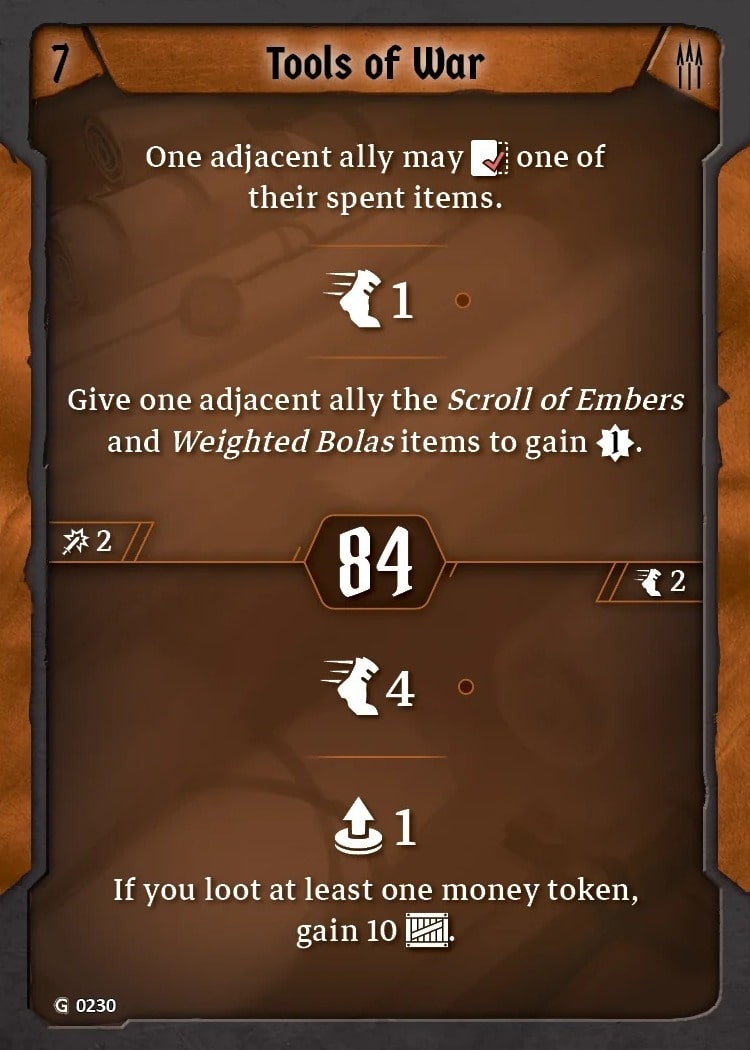 7
Tools of War
One adjacent ally may one of
their spent items.
1
Give one adjacent ally the Scroll of Embers
and Weighted Bolas items to gain 1.
2
84
2
4
1
If you loot at least one money token,
gain 10 .
G 0230